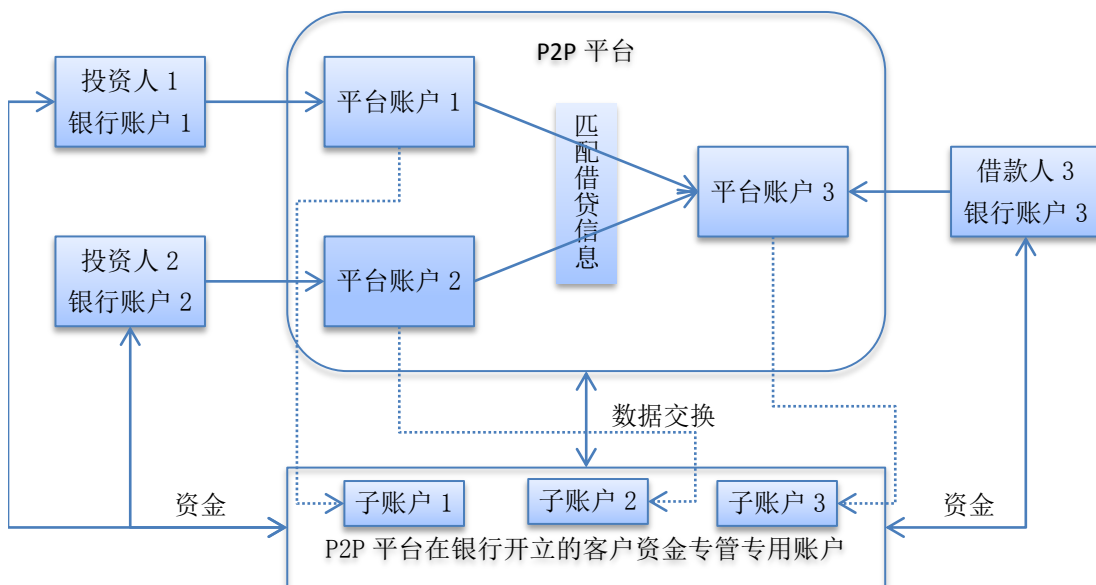 P2P 平台
投资人 1
银行账户 1
平台账户 1
匹配借贷信息
平台账户 3
借款人 3
银行账户 3
投资人 2
银行账户 2
平台账户 2
数据交换
资金
子账户 1
子账户 2
子账户 3
资金
P2P 平台在银行开立的客户资金专管专用账户